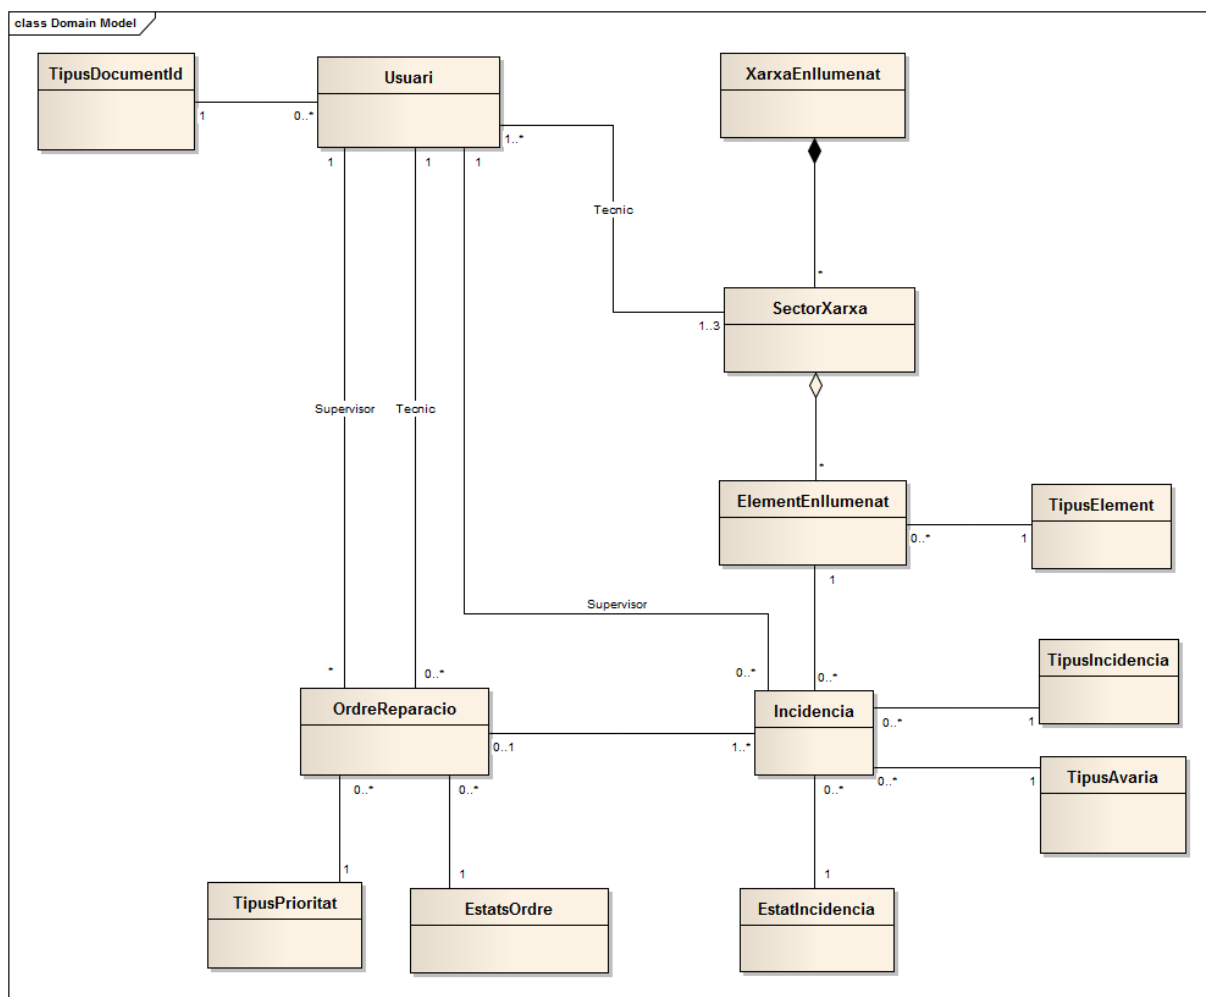 class Domain Model
TipusDocumentId
Usuari
XarxaEnllumenat
1
0..*
1..*
1
1
1
Tecnic
*
SectorXarxa
1..3
Supervisor
Tecnic
*
ElementEnllumenat
TipusElement
0..*
1
1
Supervisor
TipusIncidencia
*
0..*
0..*
0..*
OrdreReparacio
Incidencia
0..*
1
0..1
1..*
TipusAvaria
0..*
1
0..*
0..*
0..*
1
1
1
TipusPrioritat
EstatsOrdre
EstatIncidencia